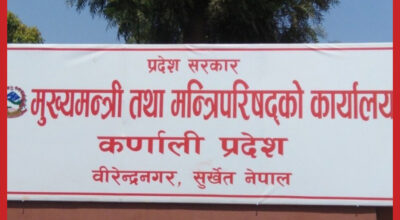 प्रदेश सरकार
मुख्यमन्त्री तथा मन्त्रिपरिषद्को कार्यालय
कर्णाली प्रदेश
वीरेन्द्रनगर, सुर्खेत नेपाल